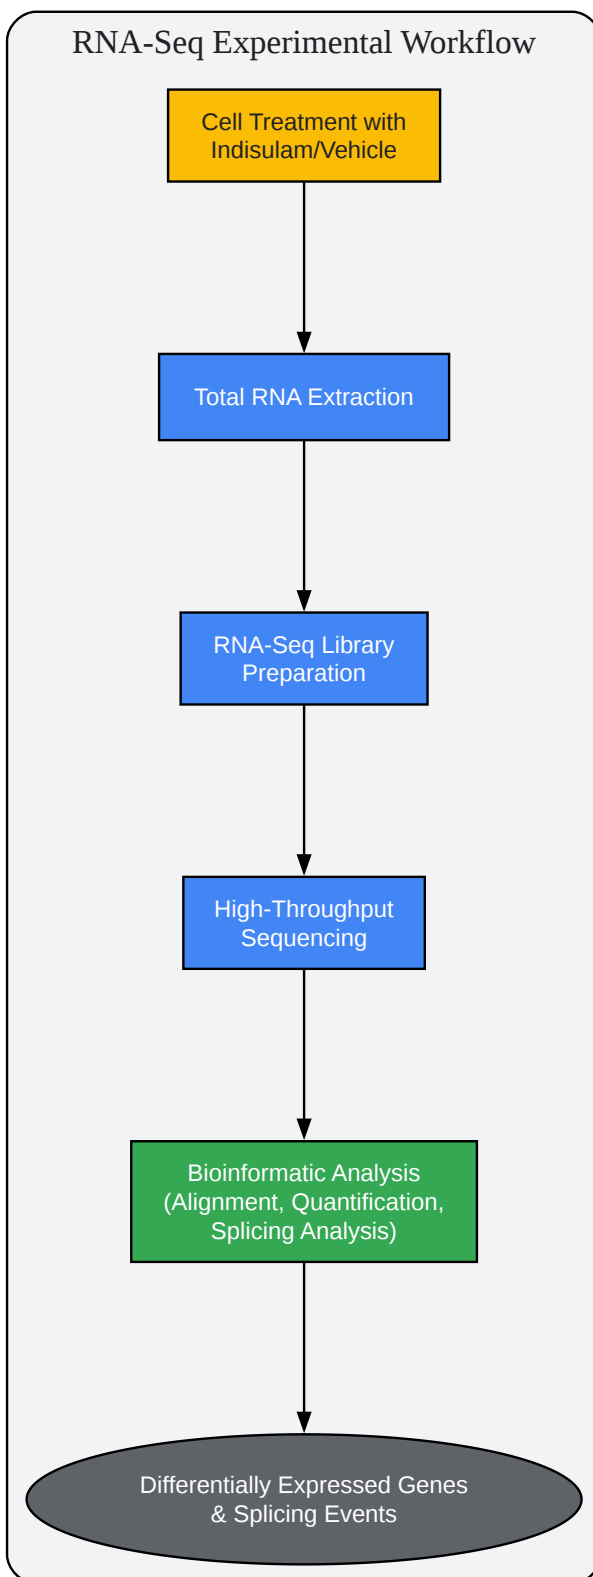 RNA-Seq Experimental Workflow
Cell Treatment with
Indisulam/Vehicle
Total RNA Extraction
RNA-Seq Library
Preparation
High-Throughput
Sequencing
Bioinformatic Analysis
(Alignment, Quantification,
Splicing Analysis)
Differentially Expressed Genes
& Splicing Events